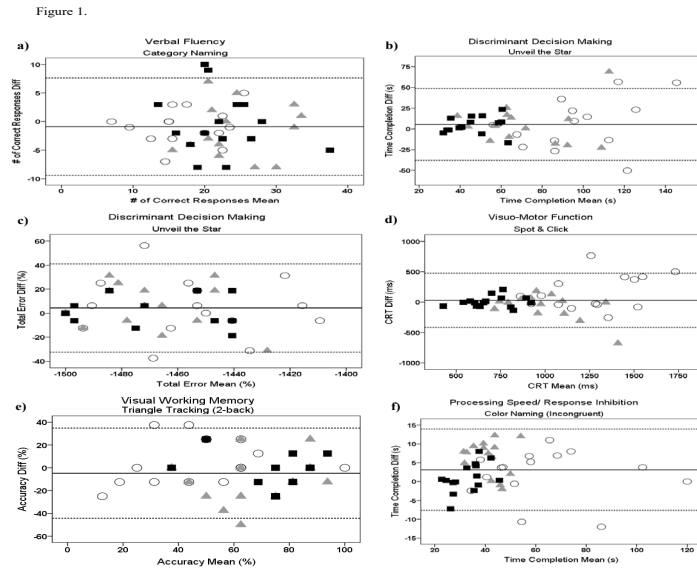 Figure 1.
a)
Verbal Fluency
Category Naming
# of Correct Responses Diff
10
5
0
-5
-10
0
10
20
30
40
# of Correct Responses Mean
b)
Discriminant Decision Making
Unveil the Star
Time Completion Diff (s)
75
50
25
0
-25
-50
20
40
60
80
100
120
140
Time Completion Mean (s)
c)
Discriminant Decision Making
Unveil the Star
Total Error Diff (%)
60
40
20
0
-20
-40
-1500
-1480
-1460
-1440
-1420
-1400
Total Error Mean (%)
d)
Visuo-Motor Function
Spot & Click
CRT Diff (ms)
1000
500
0
-500
-1000
500
750
1000
1250
1500
1750
CRT Mean (ms)
e)
Visual Working Memory
Triangle Tracking (2-back)
Accuracy Diff (%)
40
20
0
-20
-40
-60
0
20
40
60
80
100
Accuracy Mean (%)
f)
Processing Speed/ Response Inhibition
Color Naming (Incongruent)
Time Completion Diff (s)
15
10
5
0
-5
-10
-15
20
40
60
80
100
120
Time Completion Mean (s)